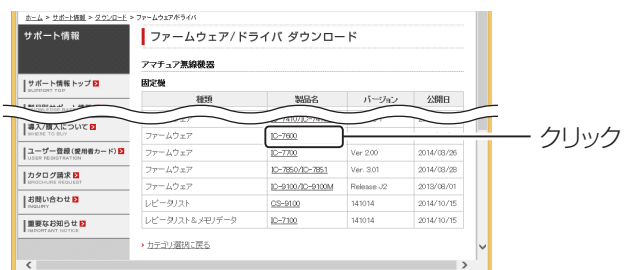 ホーム > サポート情報 > ダウンロード > ファームウェア/ドライバ
サポート情報
ファームウェア/ドライバ ダウンロード
アマチュア無線機器
固定機
サポート情報トップ
SUPPORT TOP
種類 製品名 バージョン 公開日
導入/購入について
WHERE TO BUY
ファームウェア IC-7600
クリック
ユーザー登録(愛用者カード)
USER REGISTRATION
ファームウェア IC-7700 Ver 2.00 2014/03/26
ファームウェア IC-7850/IC-7851 Ver. 3.01 2014/03/28
カタログ請求
BROCHURE REQUEST
ファームウェア IC-9100/IC-9100M Release J2 2013/08/01
お問い合わせ
INQUIRY
レピータリスト CS-9100 141014 2014/10/15
重要なお知らせ
IMPORTANT NOTICE
レピータリスト&メモリデータ IC-7100 141014 2014/10/15
カテゴリ選択に戻る